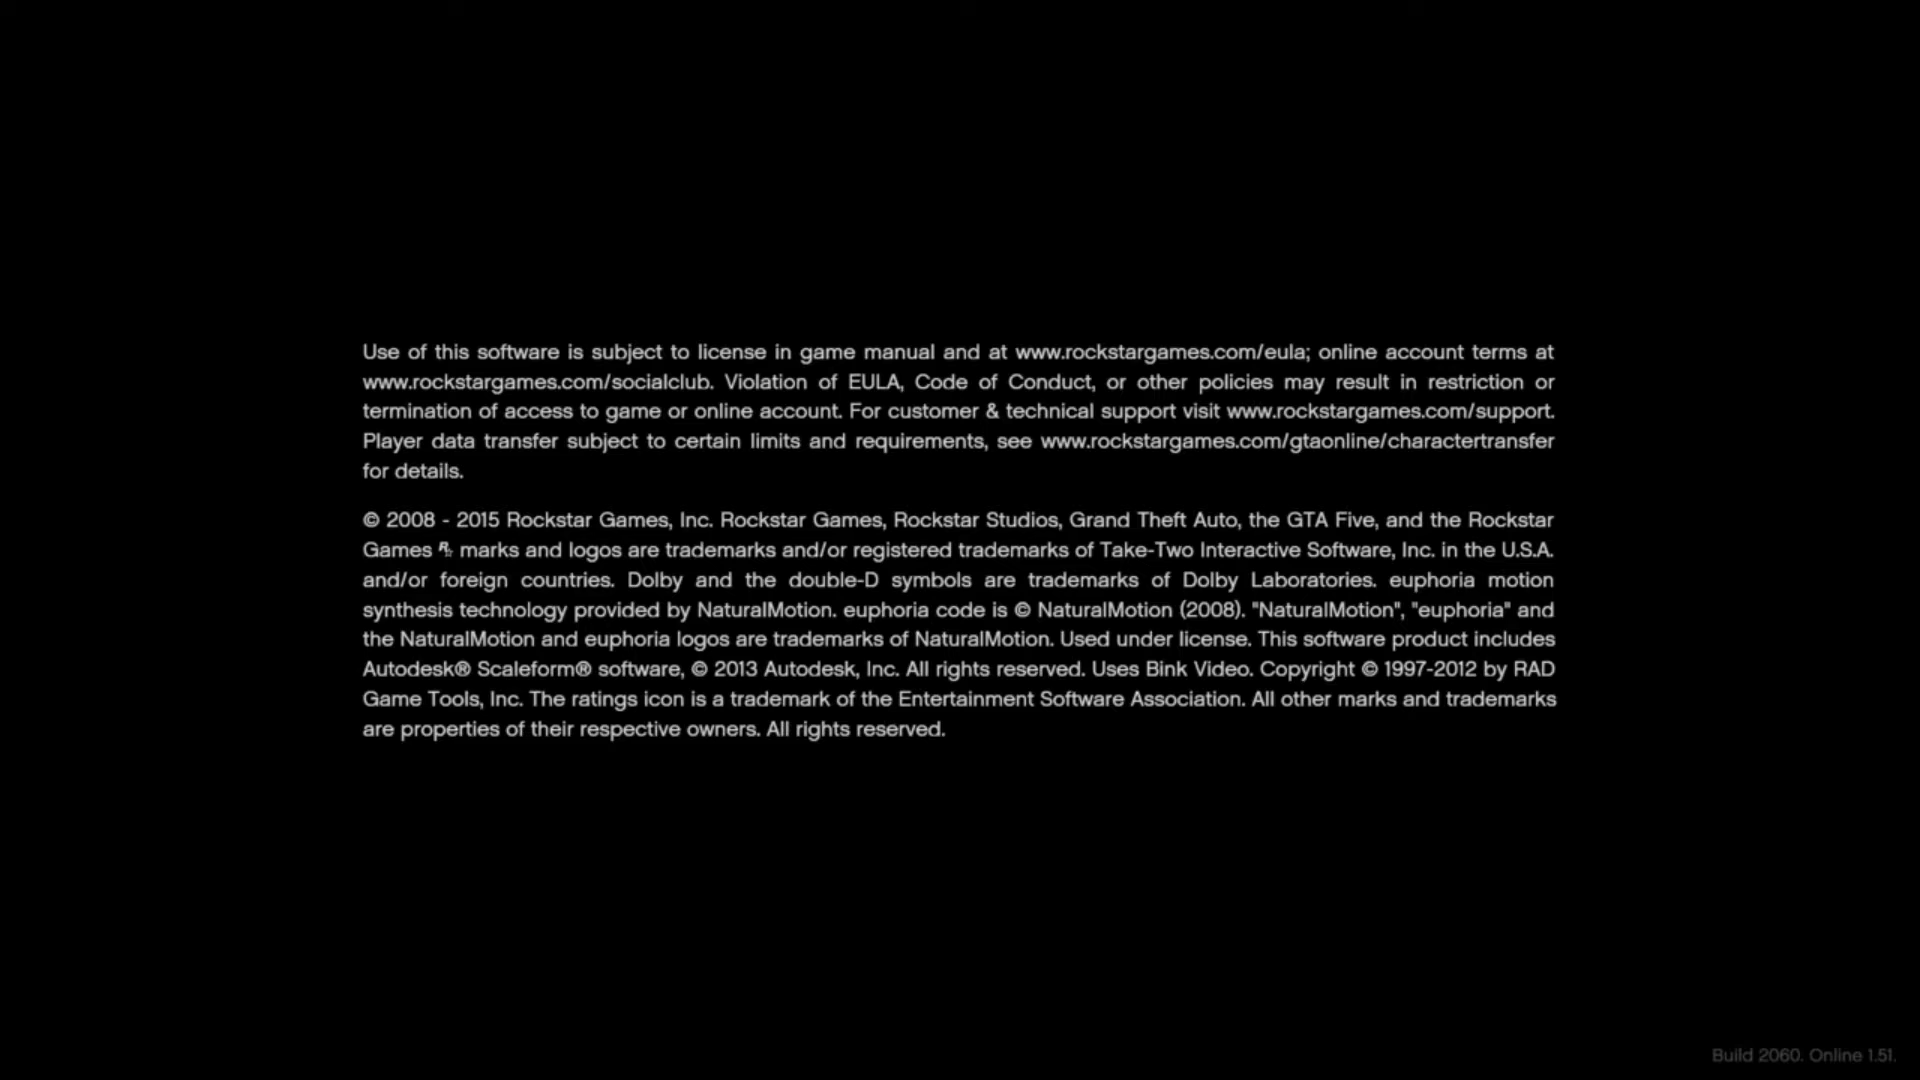 Use of this software is subject to license in game manual and at www.rockstargames.com/eula; online account terms at
www.rockstargames.com/socialclub. Violation of EULA, Code of Conduct, or other policies may result in restriction or
termination of access to game or online account. For customer & technical support visit www.rockstargames.com/support.
Player data transfer subject to certain limits and requirements, see www.rockstargames.com/gtaonline/charactertransfer
for details.
© 2008 - 2015 Rockstar Games, Inc. Rockstar Games, Rockstar Studios, Grand Theft Auto, the GTA Five, and the Rockstar
Games R* marks and logos are trademarks and/or registered trademarks of Take-Two Interactive Software, Inc. in the U.S.A.
and/or foreign countries. Dolby and the double-D symbols are trademarks of Dolby Laboratories. euphoria motion
synthesis technology provided by NaturalMotion. euphoria code is © NaturalMotion (2008). "NaturalMotion", "euphoria" and
the NaturalMotion and euphoria logos are trademarks of NaturalMotion. Used under license. This software product includes
Autodesk® Scaleform® software, © 2013 Autodesk, Inc. All rights reserved. Uses Bink Video. Copyright © 1997-2012 by RAD
Game Tools, Inc. The ratings icon is a trademark of the Entertainment Software Association. All other marks and trademarks
are properties of their respective owners. All rights reserved.
Build 2060. Online 1.51.